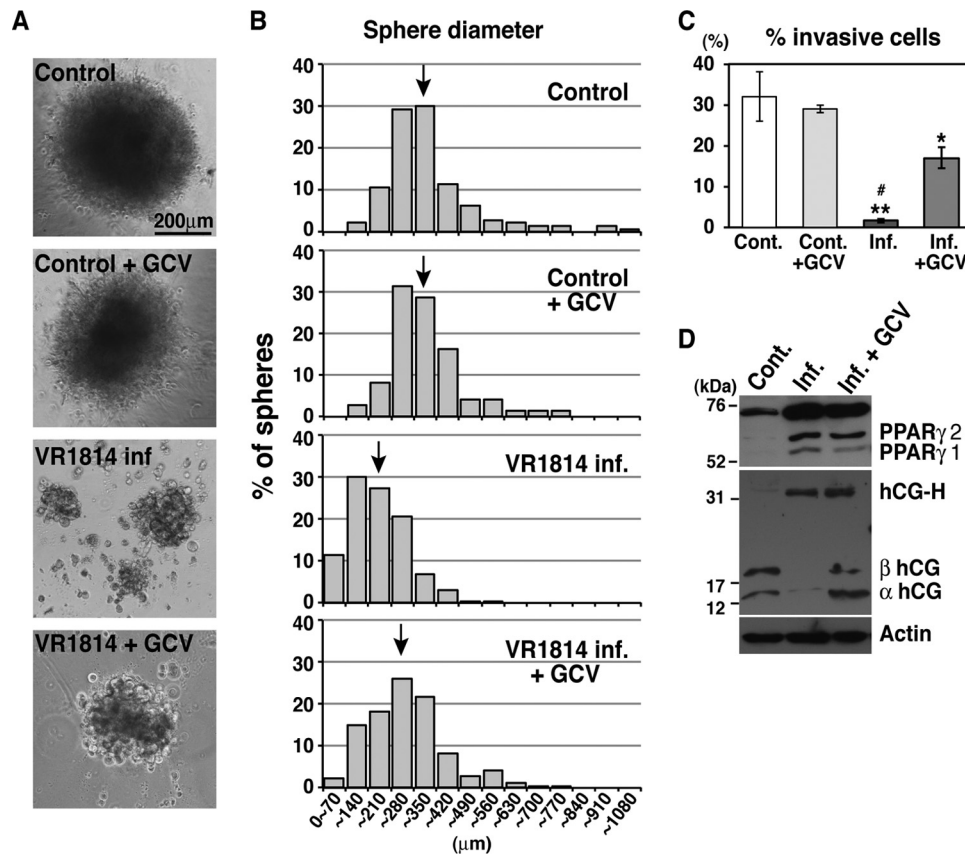 A
Control
200μm
Control + GCV
VR1814 inf
VR1814 + GCV
B
Sphere diameter
% of spheres
40
30
20
10
0
Control
40
30
20
10
0
Control
+ GCV
40
30
20
10
0
VR1814 inf.
40
30
20
10
0
VR1814 inf.
+ GCV
0~70
~140
~210
~280
~350
~420
~490
~560
~630
~700
~770
~840
~910
~1080
(μm)
C
(%)
% invasive cells
40
30
20
10
0
#
**
*
Cont.
Cont.
+GCV
Inf.
Inf.
+GCV
D
Cont.
Inf.
Inf. + GCV
(kDa)
76
52
31
17
12
PPARγ 2
PPARγ 1
hCG-H
β hCG
α hCG
Actin